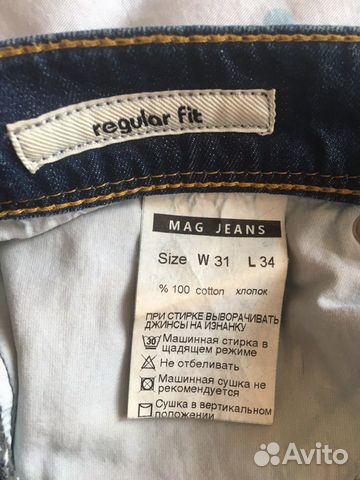 regular fit
MAG JEANS
Size W 31 L 34
% 100 cotton хлопок
ПРИ СТИРКЕ ВЫВОРАЧИВАТЬ
ДЖИНСЫ НА ИЗНАНКУ
30 Машинная стирка в
щадящем режиме
Не отбеливать
Машинная сушка не
рекомендуется
Сушка в вертикальном
положении
Avito